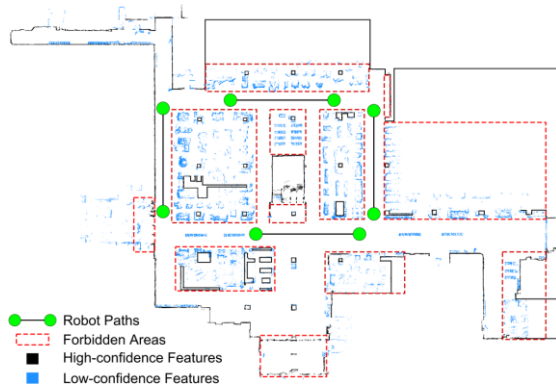 Robot Paths
Forbidden Areas
High-confidence Features
Low-confidence Features